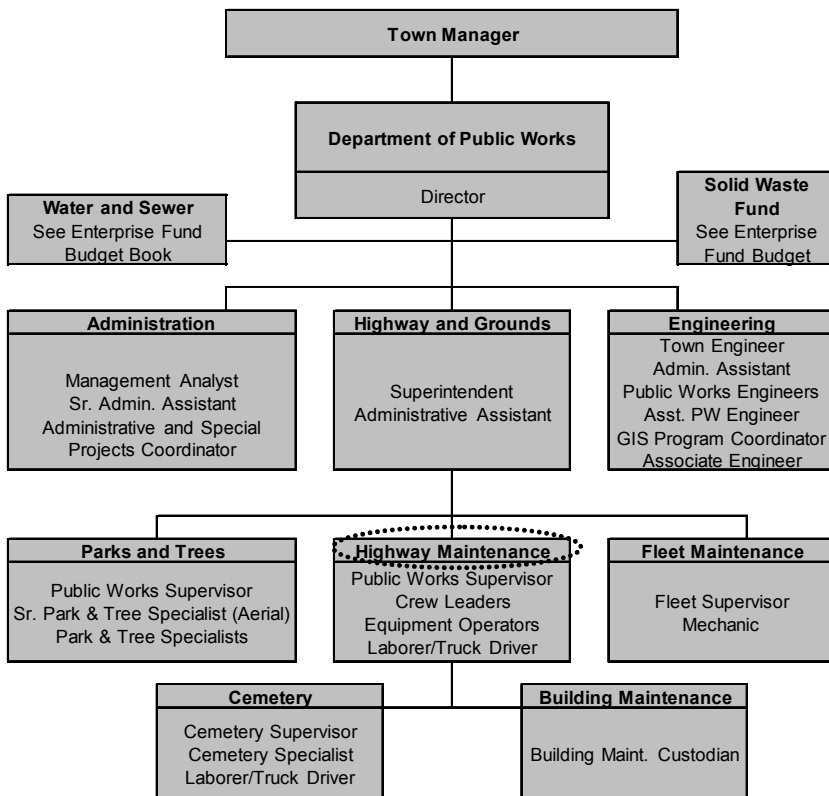 Town Manager
Department of Public Works
Director
Water and Sewer
See Enterprise Fund
Budget Book
Solid Waste
Fund
See Enterprise
Fund Budget
Administration
Management Analyst
Sr. Admin. Assistant
Administrative and Special
Projects Coordinator
Highway and Grounds
Superintendent
Administrative Assistant
Engineering
Town Engineer
Admin. Assistant
Public Works Engineers
Asst. PW Engineer
GIS Program Coordinator
Associate Engineer
Parks and Trees
Public Works Supervisor
Sr. Park & Tree Specialist (Aerial)
Park & Tree Specialists
Highway Maintenance
Public Works Supervisor
Crew Leaders
Equipment Operators
Laborer/Truck Driver
Fleet Maintenance
Fleet Supervisor
Mechanic
Cemetery
Cemetery Supervisor
Cemetery Specialist
Laborer/Truck Driver
Building Maintenance
Building Maint. Custodian